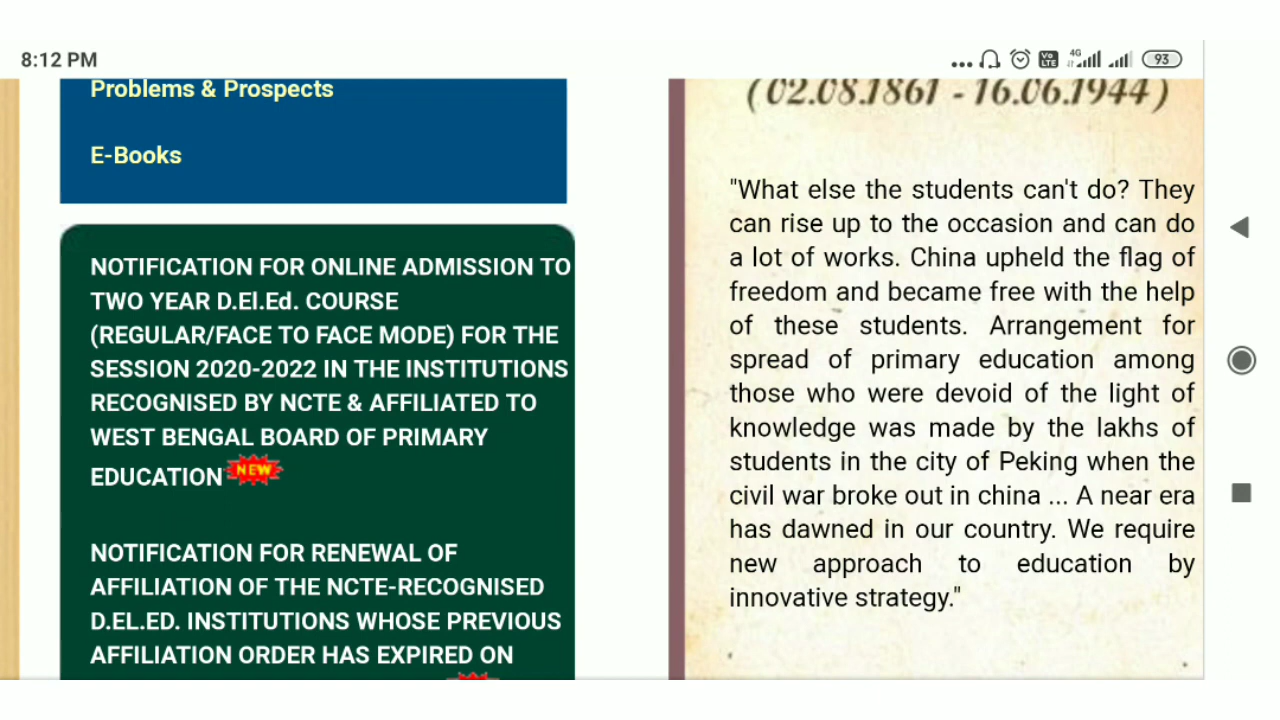 8:12 PM
4G
Vo
LTE
93
Problems & Prospects
E-Books
NOTIFICATION FOR ONLINE ADMISSION TO
TWO YEAR D.El.Ed. COURSE
(REGULAR/FACE TO FACE MODE) FOR THE
SESSION 2020-2022 IN THE INSTITUTIONS
RECOGNISED BY NCTE & AFFILIATED TO
WEST BENGAL BOARD OF PRIMARY
EDUCATION NEW
NOTIFICATION FOR RENEWAL OF
AFFILIATION OF THE NCTE-RECOGNISED
D.EL.ED. INSTITUTIONS WHOSE PREVIOUS
AFFILIATION ORDER HAS EXPIRED ON
(02.08.1861 - 16.06.1944)
"What else the students can't do? They
can rise up to the occasion and can do
a lot of works. China upheld the flag of
freedom and became free with the help
of these students. Arrangement for
spread of primary education among
those who were devoid of the light of
knowledge was made by the lakhs of
students in the city of Peking when the
civil war broke out in china ... A near era
has dawned in our country. We require
new approach to education by
innovative strategy."